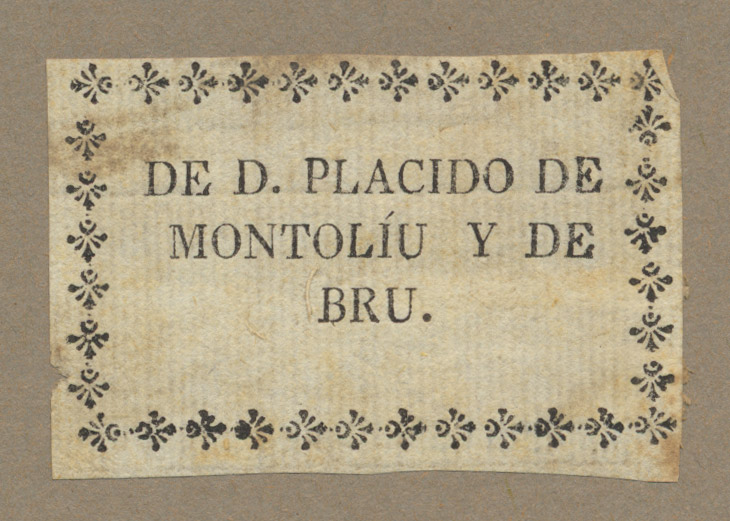 DE D. PLACIDO DE
MONTOLÍU Y DE
BRU.